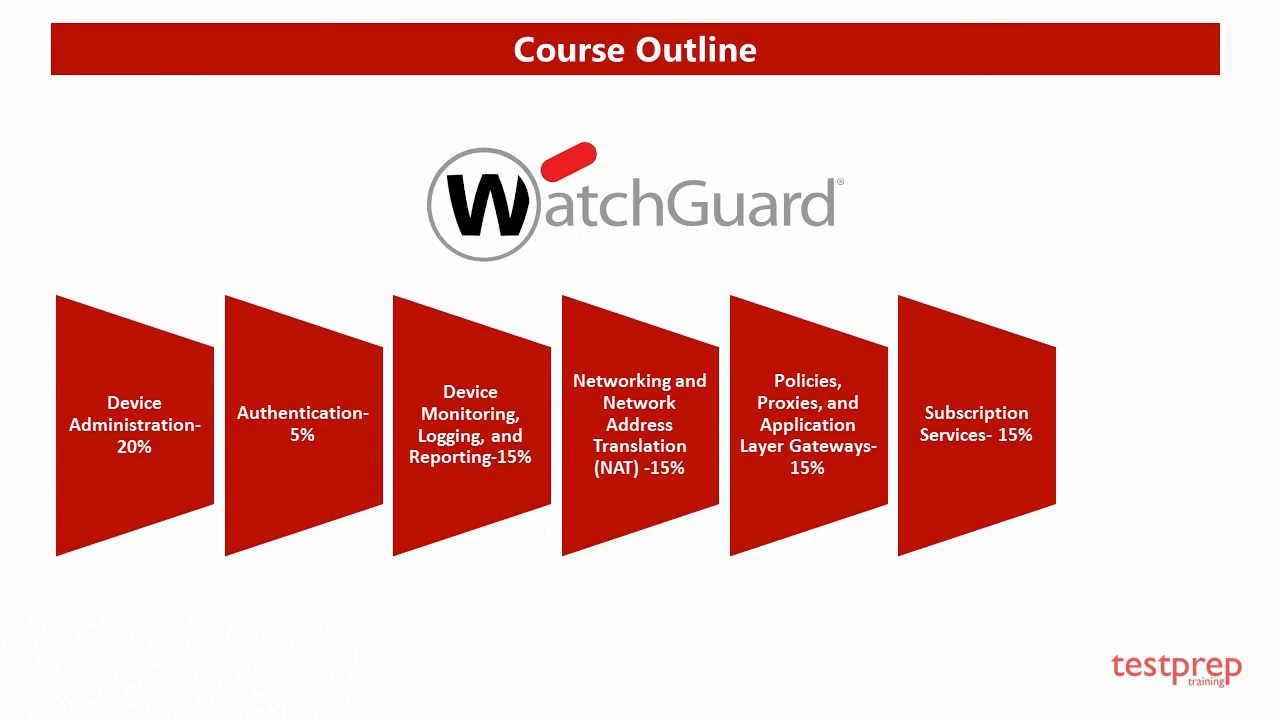 Course Outline
WatchGuard®
Device
Administration-
20%
Authentication-
5%
Device
Monitoring,
Logging, and
Reporting-15%
Networking and
Network
Address
Translation
(NAT) -15%
Policies,
Proxies, and
Application
Layer Gateways-
15%
Subscription
Services- 15%
testprep
training